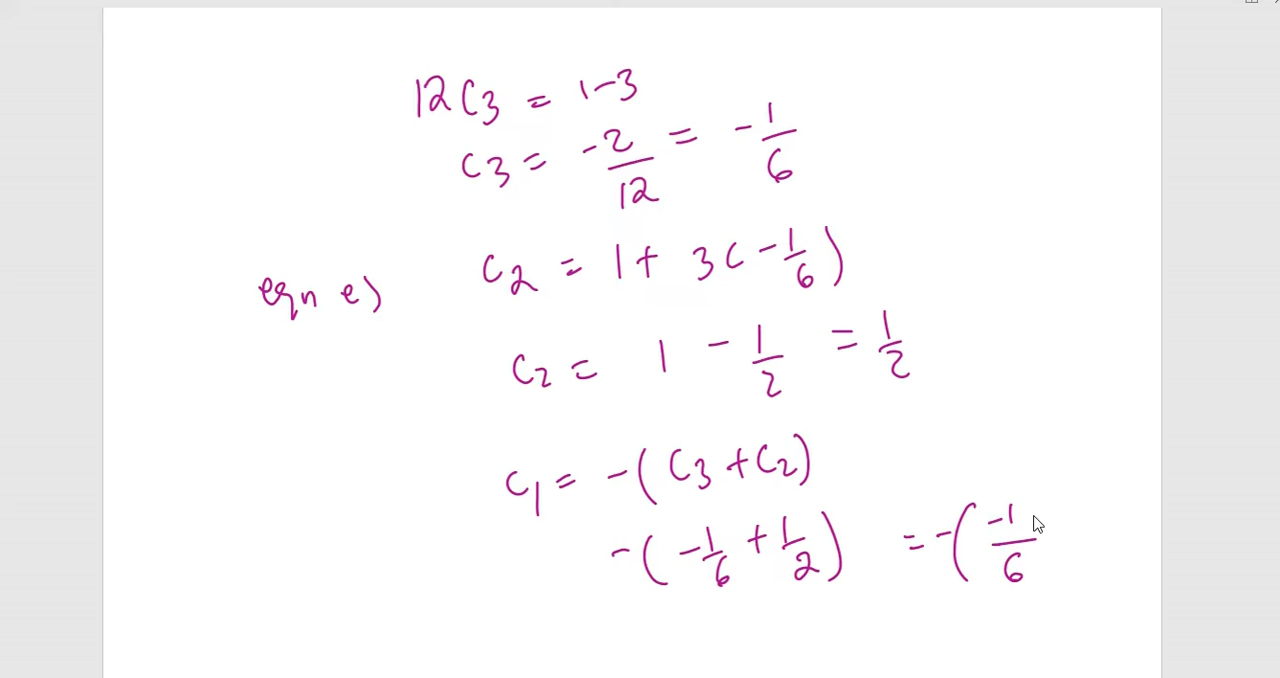 12C3 = 1-3
C3 = -2/12 = -1/6
eqn e) C2 = 1 + 3(-1/6)
C2 = 1 - 1/2 = 1/2
C1 = -(C3 + C2)
-(-1/6 + 1/2) = -(-1/6